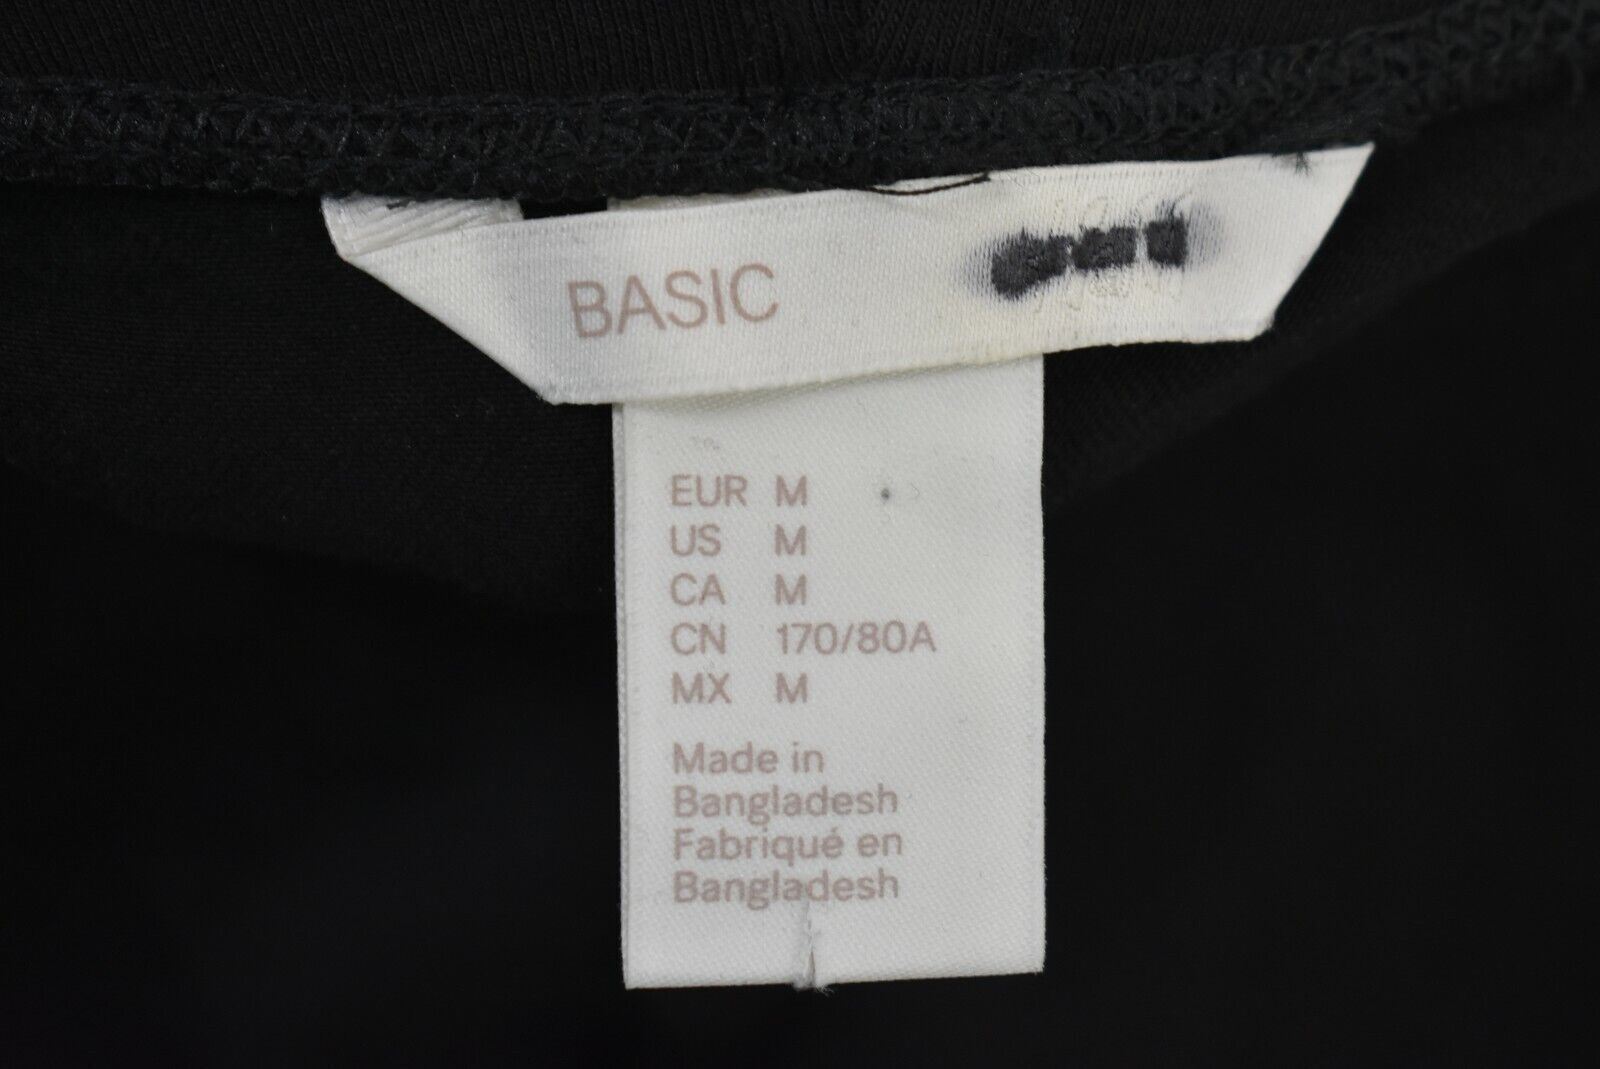 BASIC
EUR M
US M
CA M
CN 170/80A
MX M
Made in
Bangladesh
Fabriqué en
Bangladesh